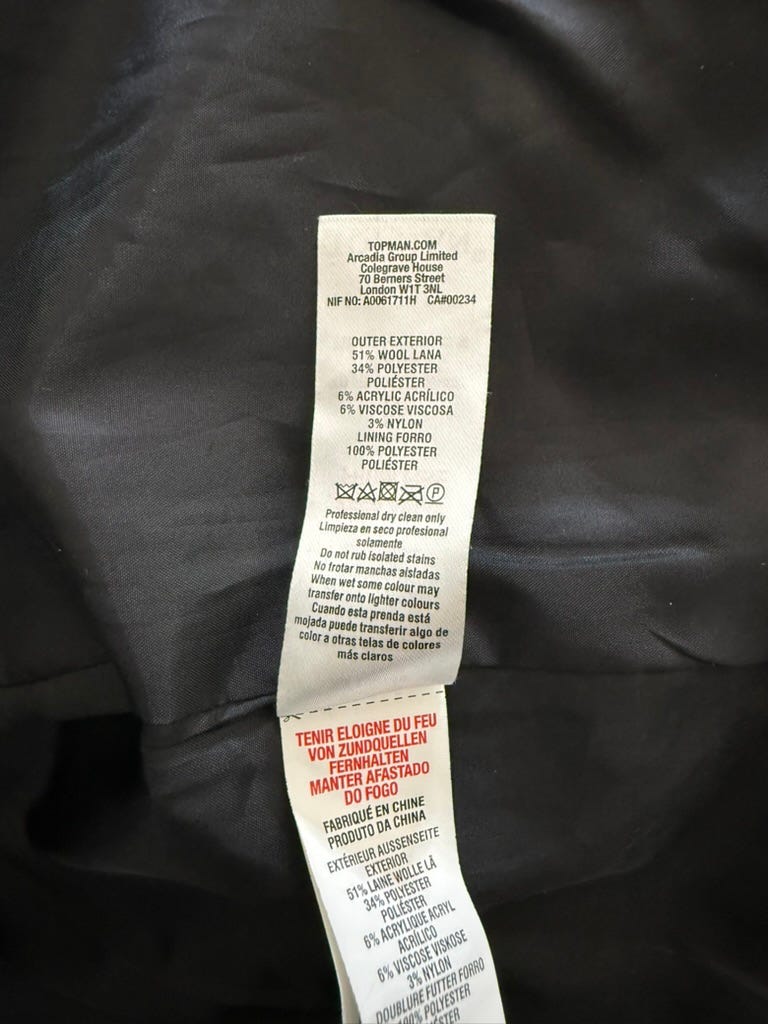 TOPMAN.COM
Arcadia Group Limited
Colegrave House
70 Berners Street
London W1T 3NL
NIF NO: A0061711H CA#00234
OUTER EXTERIOR
51% WOOL LANA
34% POLYESTER
POLIÉSTER
6% ACRYLIC ACRÍLICO
6% VISCOSE VISCOSA
3% NYLON
LINING FORRO
100% POLYESTER
POLIÉSTER
P
Professional dry clean only
Limpieza en seco profesional
solamente
Do not rub isolated stains
No frotar manchas aisladas
When wet some colour may
transfer onto lighter colours
Cuando esta prenda está
mojada puede transferir algo de
color a otras telas de colores
más claros
TENIR ELOIGNE DU FEU
VON ZUNDQUELLEN
FERNHALTEN
MANTER AFASTADO
DO FOGO
FABRIQUÉ EN CHINE
PRODUTO DA CHINA
EXTÉRIEUR AUSSENSEITE
EXTERIOR
51% LAINE WOLLE LÃ
34% POLYESTER
POLIÉSTER
6% ACRYLIQUE ACRYL
ACRÍLICO
6% VISCOSE VISKOSE
3% NYLON
DOUBLURE FUTTER FORRO
100% POLYESTER
POLIÉSTER